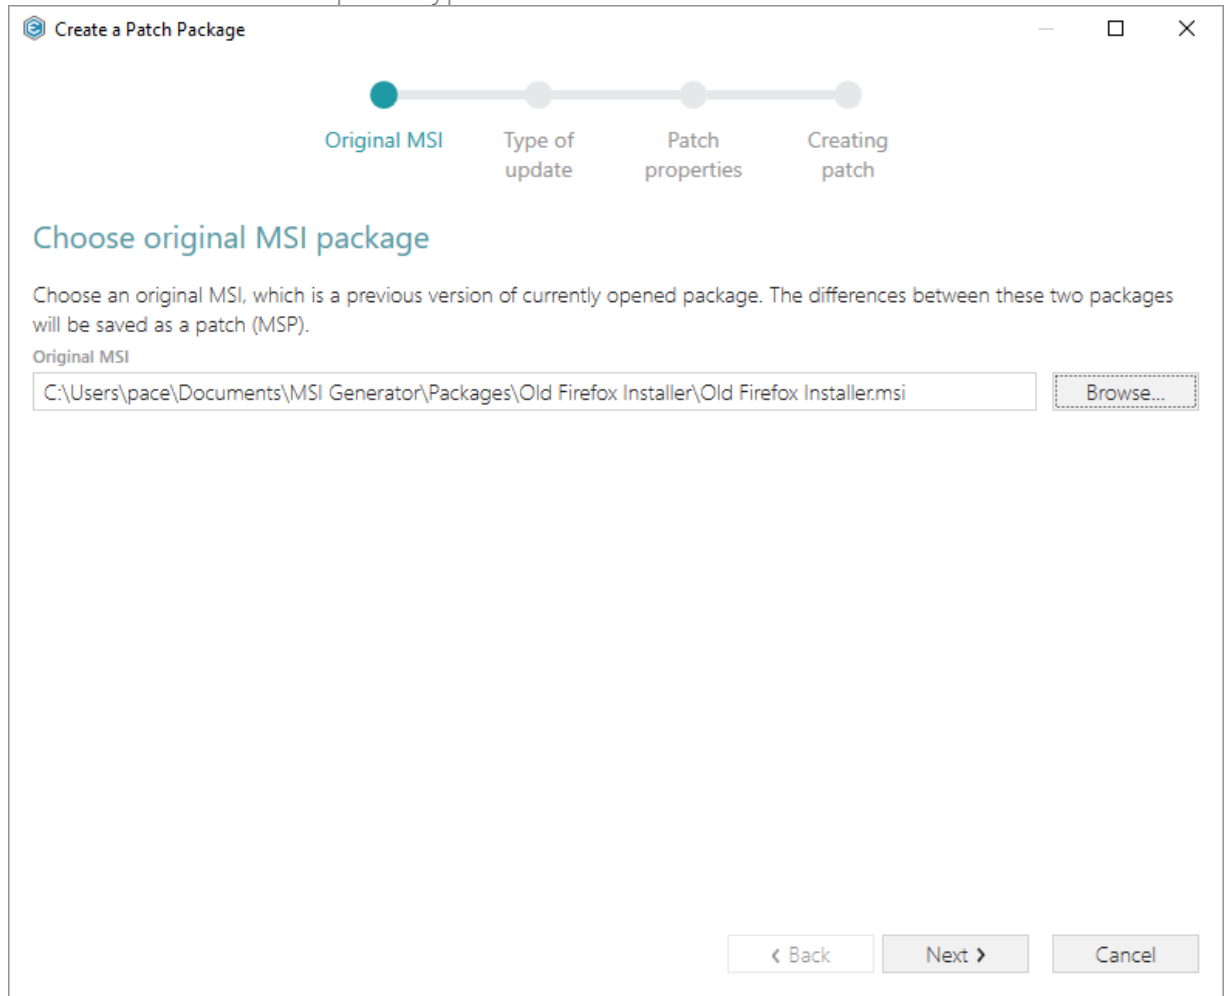 Create a Patch Package
Original MSI
Type of
update
Patch
properties
Creating
patch
Choose original MSI package
Choose an original MSI, which is a previous version of currently opened package. The differences between these two packages
will be saved as a patch (MSP).
Original MSI
C:\Users\pace\Documents\MSI Generator\Packages\Old Firefox Installer\Old Firefox Installer.msi
Browse...
Back
Next
Cancel